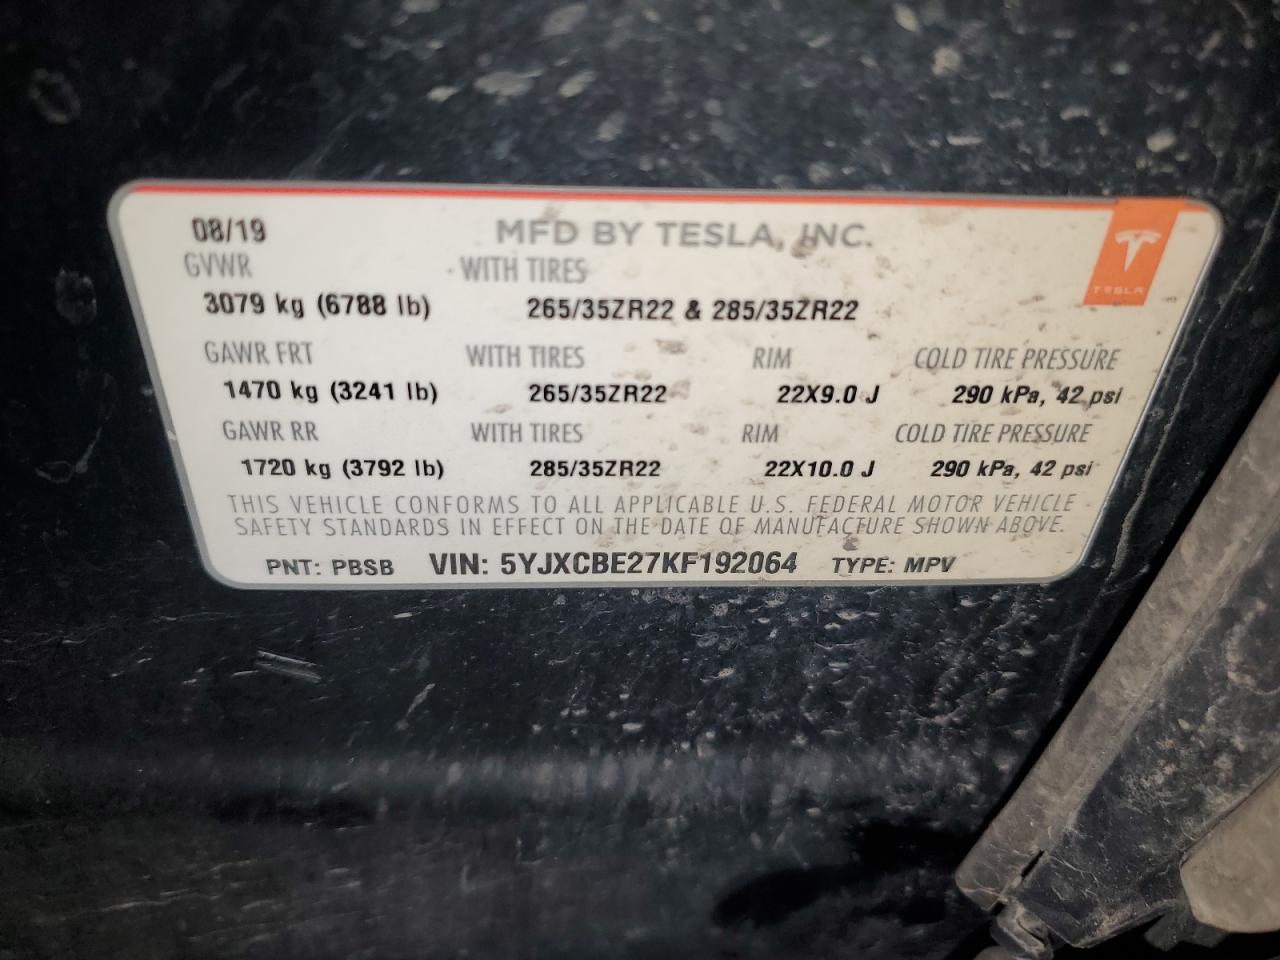 08/19 MFD BY TESLA, INC.
TESLA
GVWR WITH TIRES
3079 kg (6788 lb) 265/35ZR22 & 285/35ZR22
GAWR FRT WITH TIRES RIM COLD TIRE PRESSURE
1470 kg (3241 lb) 265/35ZR22 22X9.0 J 290 kPa, 42 psi
GAWR RR WITH TIRES RIM COLD TIRE PRESSURE
1720 kg (3792 lb) 285/35ZR22 22X10.0 J 290 kPa, 42 psi
THIS VEHICLE CONFORMS TO ALL APPLICABLE U.S. FEDERAL MOTOR VEHICLE
SAFETY STANDARDS IN EFFECT ON THE DATE OF MANUFACTURE SHOWN ABOVE.
PNT: PBSB VIN: 5YJXCBE27KF192064 TYPE: MPV